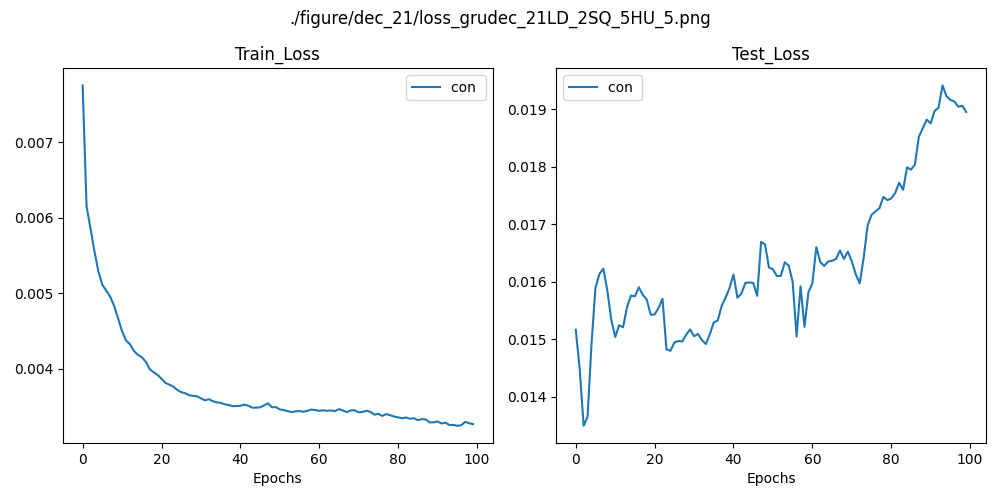 ./figure/dec_21/loss_grudec_21LD_2SQ_5HU_5.png
Train_Loss
con
0.007
0.006
0.005
0.004
0 20 40 60 80 100
Epochs
Test_Loss
con
0.019
0.018
0.017
0.016
0.015
0.014
0 20 40 60 80 100
Epochs